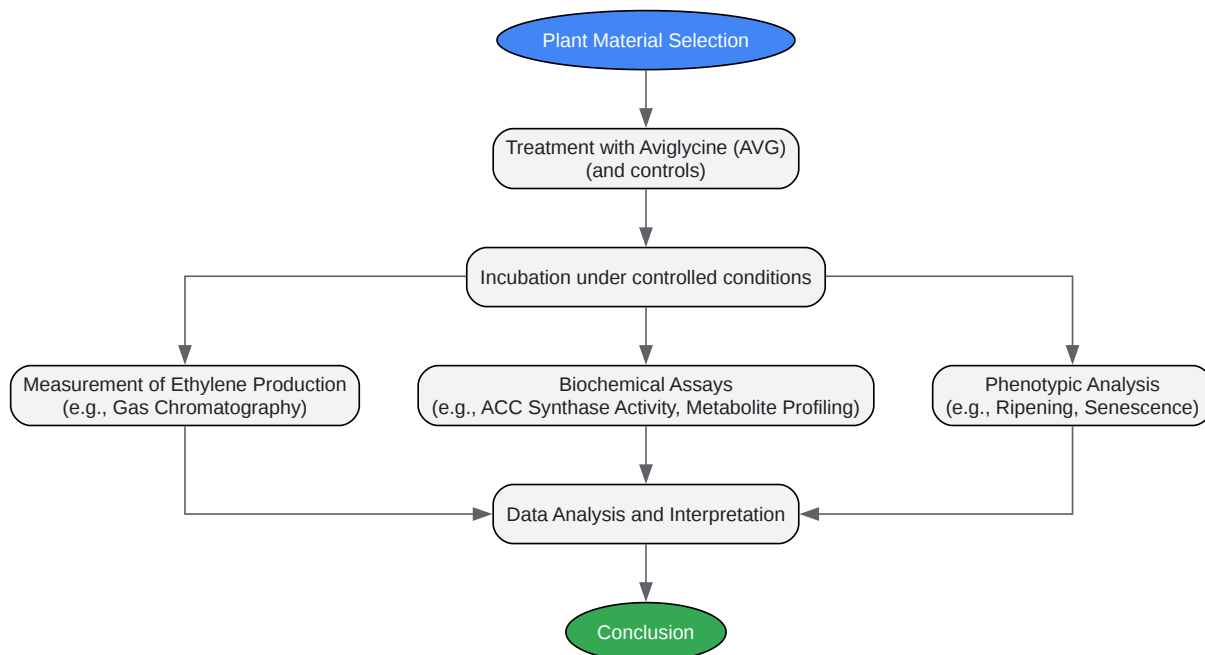 Plant Material Selection
Treatment with Aviglycine (AVG)
(and controls)
Incubation under controlled conditions
Measurement of Ethylene Production
(e.g., Gas Chromatography)
Biochemical Assays
(e.g., ACC Synthase Activity, Metabolite Profiling)
Phenotypic Analysis
(e.g., Ripening, Senescence)
Data Analysis and Interpretation
Conclusion